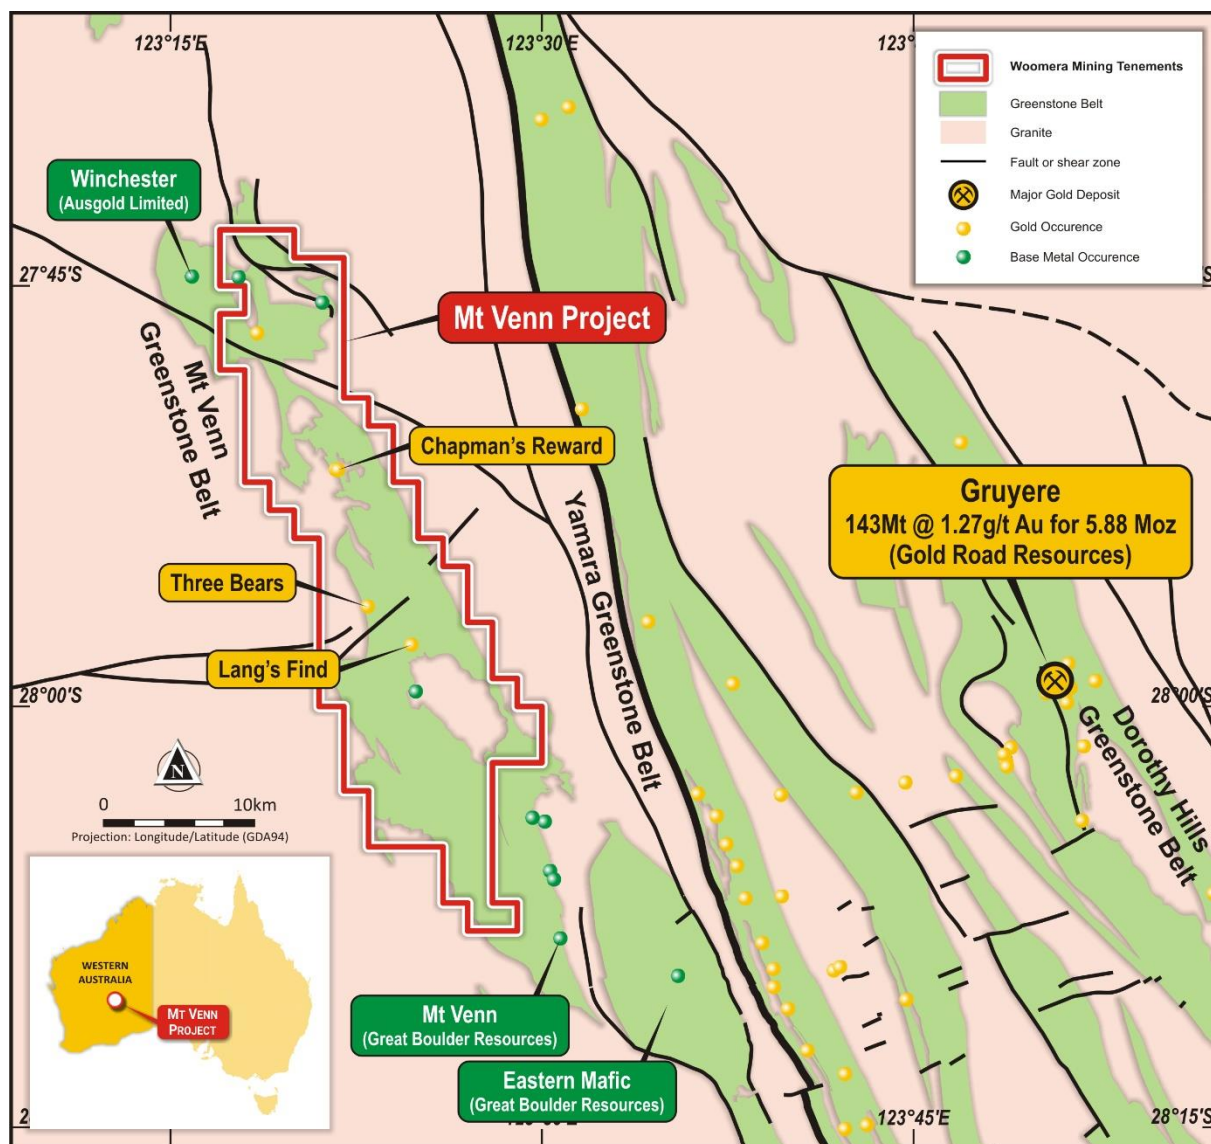 123°15'E
123°30'E
Woomera Mining Tenements
Greenstone Belt
Granite
Fault or shear zone
Major Gold Deposit
Gold Occurence
Base Metal Occurence
Winchester
(Ausgold Limited)
27°45'S
Mt Venn Project
Mt Venn
Greenstone Belt
Chapman's Reward
Gruyere
143Mt @ 1.27g/t Au for 5.88 Moz
(Gold Road Resources)
Yamara Greenstone Belt
Three Bears
Lang's Find
28°00'S
28°00'S
Dorothy Hills
Greenstone Belt
N
0 10km
Projection: Longitude/Latitude (GDA94)
WESTERN
AUSTRALIA
MT VENN
PROJECT
Mt Venn
(Great Boulder Resources)
Eastern Mafic
(Great Boulder Resources)
123°45'E
28°15'S